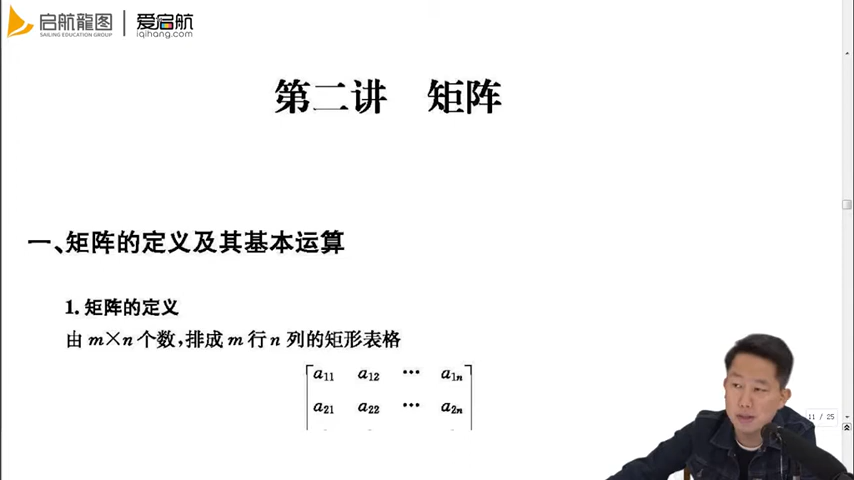 启航龍图 爱启航
SAILING EDUCATION GROUP iqihang.com
第二讲 矩阵
一、矩阵的定义及其基本运算
1. 矩阵的定义
由 m×n 个数,排成 m 行 n 列的矩形表格
a11 a12 ⋯ a1n
a21 a22 ⋯ a2n
11 / 25